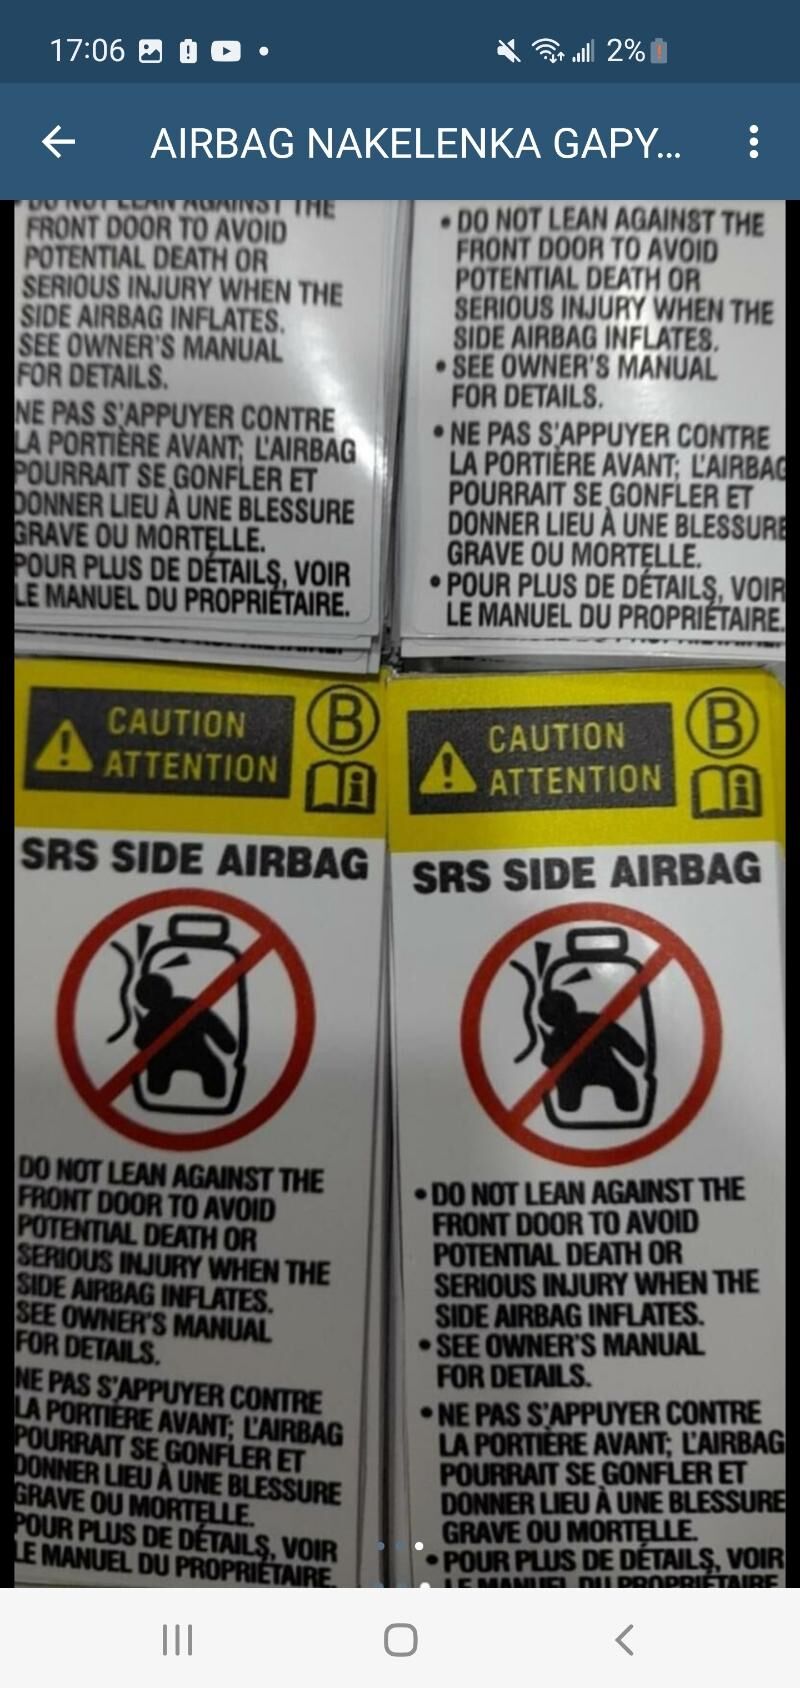 17:06
2%
AIRBAG NAKELENKA GAPY...
DO NOT LEAN AGAINST THE
FRONT DOOR TO AVOID
POTENTIAL DEATH OR
SERIOUS INJURY WHEN THE
SIDE AIRBAG INFLATES.
SEE OWNER'S MANUAL
FOR DETAILS.
NE PAS S'APPUYER CONTRE
LA PORTIÈRE AVANT; L'AIRBAG
POURRAIT SE GONFLER ET
DONNER LIEU À UNE BLESSURE
GRAVE OU MORTELLE.
POUR PLUS DE DÉTAILS, VOIR
LE MANUEL DU PROPRIÉTAIRE.
• DO NOT LEAN AGAINST THE
FRONT DOOR TO AVOID
POTENTIAL DEATH OR
SERIOUS INJURY WHEN THE
SIDE AIRBAG INFLATES.
• SEE OWNER'S MANUAL
FOR DETAILS.
• NE PAS S'APPUYER CONTRE
LA PORTIÈRE AVANT; L'AIRBAG
POURRAIT SE GONFLER ET
DONNER LIEU À UNE BLESSURE
GRAVE OU MORTELLE.
• POUR PLUS DE DÉTAILS, VOIR
LE MANUEL DU PROPRIÉTAIRE.
CAUTION
ATTENTION
B
SRS SIDE AIRBAG
DO NOT LEAN AGAINST THE
FRONT DOOR TO AVOID
POTENTIAL DEATH OR
SERIOUS INJURY WHEN THE
SIDE AIRBAG INFLATES.
SEE OWNER'S MANUAL
FOR DETAILS.
NE PAS S'APPUYER CONTRE
LA PORTIÈRE AVANT; L'AIRBAG
POURRAIT SE GONFLER ET
DONNER LIEU À UNE BLESSURE
GRAVE OU MORTELLE.
POUR PLUS DE DÉTAILS, VOIR
LE MANUEL DU PROPRIÉTAIRE.
CAUTION
ATTENTION
B
SRS SIDE AIRBAG
• DO NOT LEAN AGAINST THE
FRONT DOOR TO AVOID
POTENTIAL DEATH OR
SERIOUS INJURY WHEN THE
SIDE AIRBAG INFLATES.
• SEE OWNER'S MANUAL
FOR DETAILS.
• NE PAS S'APPUYER CONTRE
LA PORTIÈRE AVANT; L'AIRBAG
POURRAIT SE GONFLER ET
DONNER LIEU À UNE BLESSURE
GRAVE OU MORTELLE.
• POUR PLUS DE DÉTAILS, VOIR
LE MANUEL DU PROPRIÉTAIRE